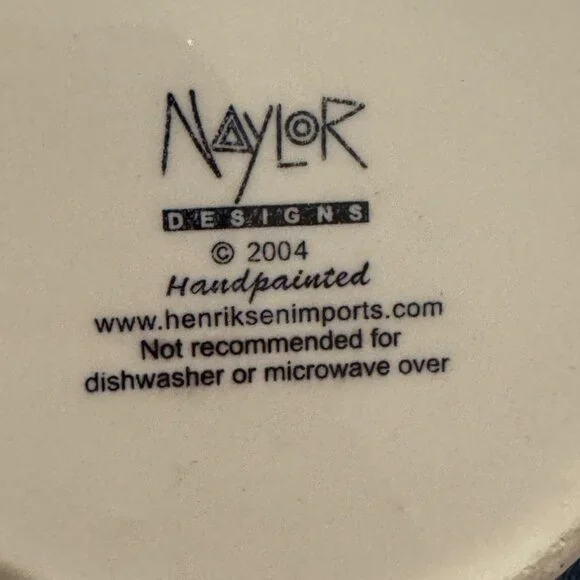 NAYLOR
DESIGNS
© 2004
Handpainted
www.henriksenimports.com
Not recommended for
dishwasher or microwave over